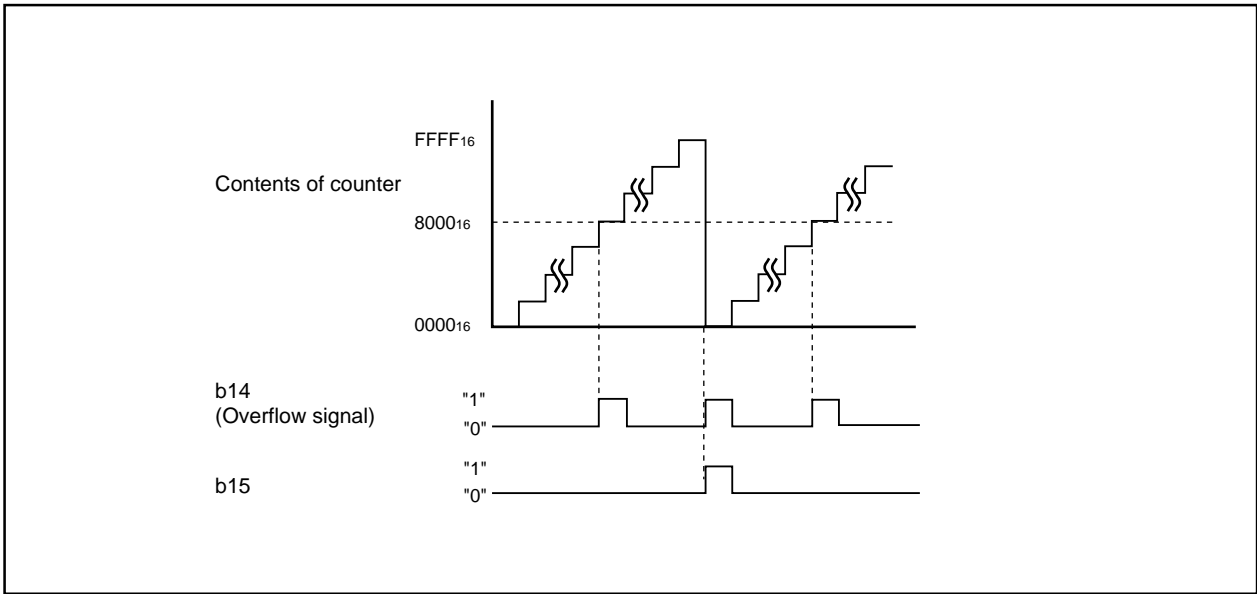 FFFF16
Contents of counter
800016
000016
b14
(Overflow signal)
"1"
"0"
b15
"1"
"0"